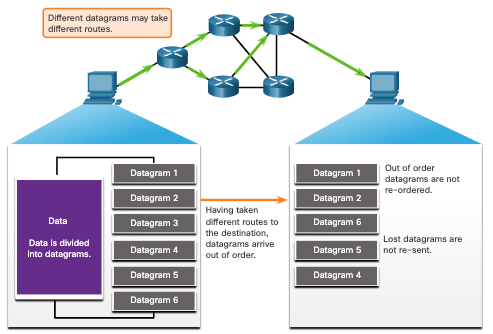 Different datagrams may take
different routes.
Data
Data is divided
into datagrams.
Datagram 1
Datagram 2
Datagram 3
Datagram 4
Datagram 5
Datagram 6
Having taken
different routes to
the destination,
datagrams arrive
out of order.
Datagram 1
Datagram 2
Datagram 6
Datagram 5
Datagram 4
Out of order
datagrams are not
re-ordered.
Lost datagrams are
not re-sent.